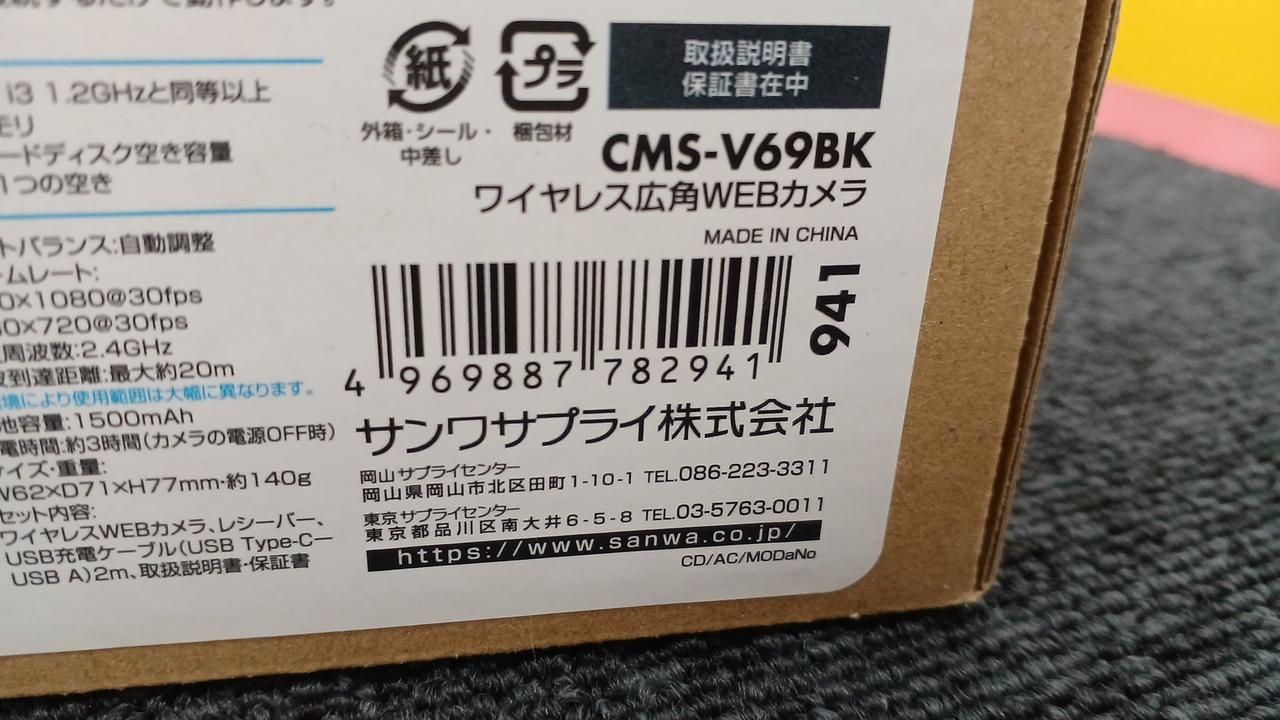 続するだけで動作します。
i3 1.2GHzと同等以上
モリ
ードディスク空き容量
1つの空き
トバランス:自動調整
ームレート:
0×1080@30fps
0×720@30fps
周波数:2.4GHz
到達距離:最大約20m
環境により使用範囲は大幅に異なります。
池容量:1500mAh
電時間:約3時間(カメラの電源OFF時)
イズ・重量:
W62×D71×H77mm・約140g
セット内容:
ワイヤレスWEBカメラ、レシーバー、
USB充電ケーブル(USB Type-C－
USB A)2m、取扱説明書・保証書
紙
外箱・シール・
中差し
プラ
梱包材
取扱説明書
保証書在中
CMS-V69BK
ワイヤレス広角WEBカメラ
MADE IN CHINA
4 969887 782941
941
サンワサプライ株式会社
岡山サプライセンター
岡山県岡山市北区田町1-10-1 TEL.086-223-3311
東京サプライセンター
東京都品川区南大井6-5-8 TEL.03-5763-0011
https://www.sanwa.co.jp/
CD/AC/MODaNo